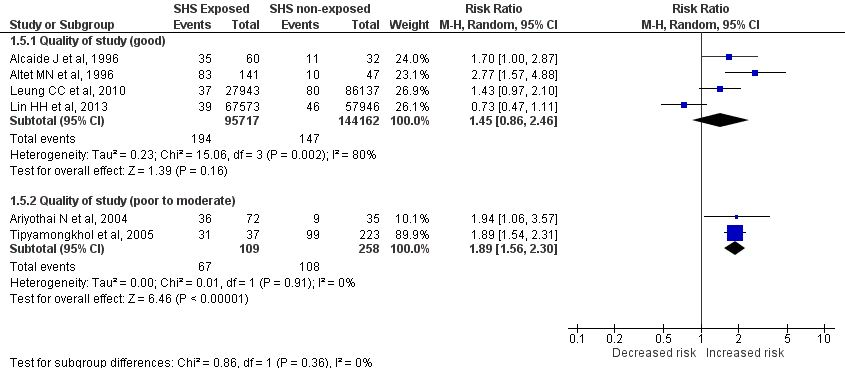 SHS Exposed SHS non-exposed Risk Ratio Risk Ratio
Study or Subgroup Events Total Events Total Weight M-H, Random, 95% CI M-H, Random, 95% CI
1.5.1 Quality of study (good)
Alcaide J et al, 1996 35 60 11 32 24.0% 1.70 [1.00, 2.87]
Altet MN et al, 1996 83 141 10 47 23.1% 2.77 [1.57, 4.88]
Leung CC et al, 2010 37 27943 80 86137 26.9% 1.43 [0.97, 2.10]
Lin HH et al, 2013 39 67573 46 57946 26.0% 0.73 [0.47, 1.11]
Subtotal (95% CI) 95717 144162 100.0% 1.45 [0.86, 2.46]
Total events 194 147
Heterogeneity: Tau² = 0.23; Chi² = 15.06, df = 3 (P = 0.002); I² = 80%
Test for overall effect: Z = 1.39 (P = 0.16)
1.5.2 Quality of study (poor to moderate)
Ariyothai N et al, 2004 36 72 9 35 10.1% 1.94 [1.06, 3.57]
Tipyamongkhol et al, 2005 31 37 99 223 89.9% 1.89 [1.54, 2.31]
Subtotal (95% CI) 109 258 100.0% 1.89 [1.56, 2.30]
Total events 67 108
Heterogeneity: Tau² = 0.00; Chi² = 0.01, df = 1 (P = 0.91); I² = 0%
Test for overall effect: Z = 6.46 (P < 0.00001)
0.1 0.2 0.5 1 2 5 10
Decreased risk Increased risk
Test for subgroup differences: Chi² = 0.86, df = 1 (P = 0.36), I² = 0%